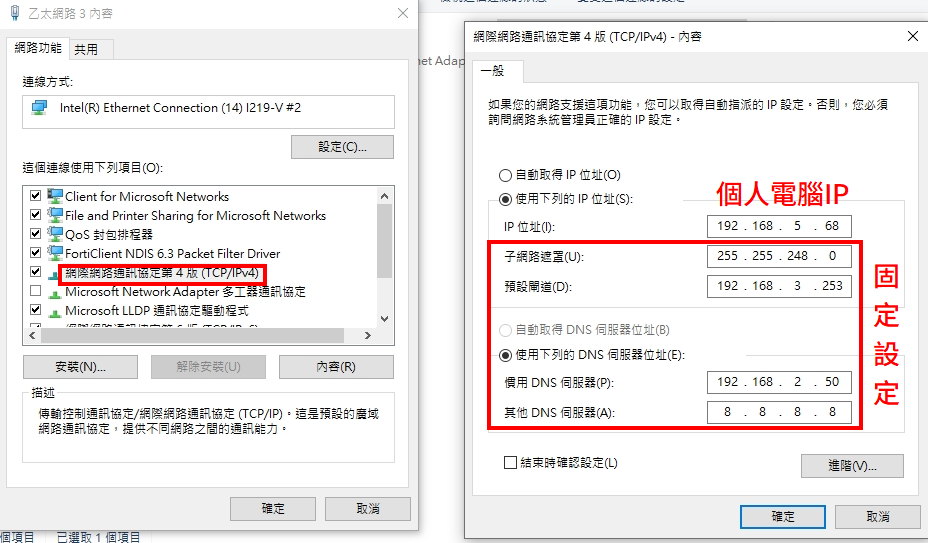 乙太網路 3 內容
網路功能
共用
連線方式:
Intel(R) Ethernet Connection (14) I219-V #2
設定(C)...
這個連線使用下列項目(O):
Client for Microsoft Networks
File and Printer Sharing for Microsoft Networks
QoS 封包排程器
FortiClient NDIS 6.3 Packet Filter Driver
網際網路通訊協定第 4 版 (TCP/IPv4)
Microsoft Network Adapter 多工器通訊協定
Microsoft LLDP 通訊協定驅動程式
安裝(N)...
解除安裝(U)
內容(R)
描述
傳輸控制通訊協定/網際網路通訊協定 (TCP/IP)。這是預設的廣域
網路通訊協定，提供不同網路之間的通訊能力。
確定
取消
個項目
已選取 1 個項目
net Adap
網際網路通訊協定第 4 版 (TCP/IPv4) - 內容
一般
如果您的網路支援這項功能，您可以取得自動指派的 IP 設定。否則，您必須
詢問網路系統管理員正確的 IP 設定。
自動取得 IP 位址(O)
使用下列的 IP 位址(S):
個人電腦IP
IP 位址(I):
192 . 168 . 5 . 68
子網路遮罩(U):
255 . 255 . 248 . 0
預設閘道(D):
192 . 168 . 3 . 253
自動取得 DNS 伺服器位址(B)
使用下列的 DNS 伺服器位址(E):
慣用 DNS 伺服器(P):
192 . 168 . 2 . 50
其他 DNS 伺服器(A):
8 . 8 . 8 . 8
固
定
設
定
結束時確認設定(L)
進階(V)...
確定
取消